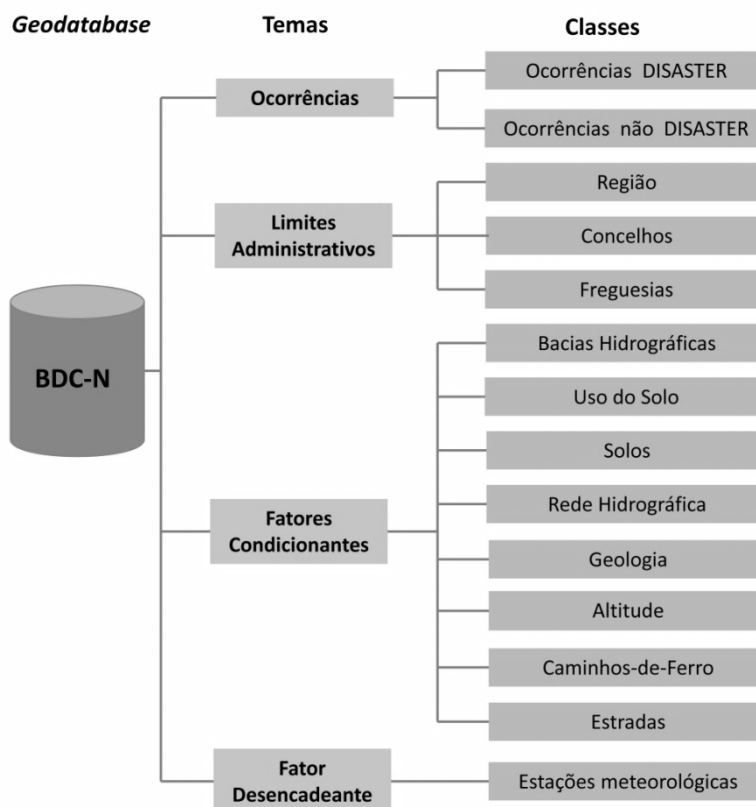 Geodatabase
Temas
Classes
BDC-N
Ocorrências
Ocorrências DISASTER
Ocorrências não DISASTER
Limites
Administrativos
Região
Concelhos
Freguesias
Fatores
Condicionantes
Bacias Hidrográficas
Uso do Solo
Solos
Rede Hidrográfica
Geologia
Altitude
Caminhos-de-Ferro
Estradas
Fator
Desencadeante
Estações meteorológicas